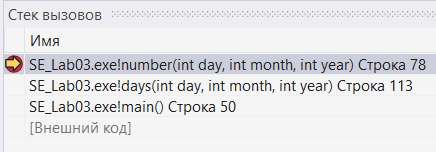 Стек вызовов
Имя
SE_Lab03.exe!number(int day, int month, int year) Строка 78
SE_Lab03.exe!days(int day, int month, int year) Строка 113
SE_Lab03.exe!main() Строка 50
[Внешний код]